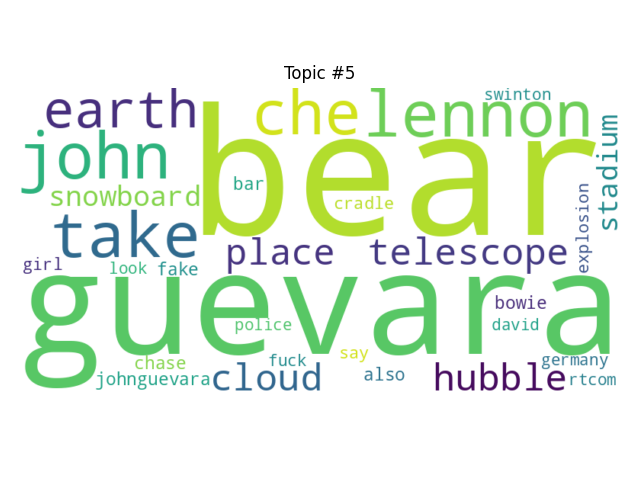 Topic #5
swinton
earth
che
lennon
john
bear
stadium
bar
snowboard
cradle
explosion
take
place
telescope
girl
look
fake
guevara
bowie
police
david
say
chase
fuck
germany
johnguevara
cloud
also
hubble
rtcom